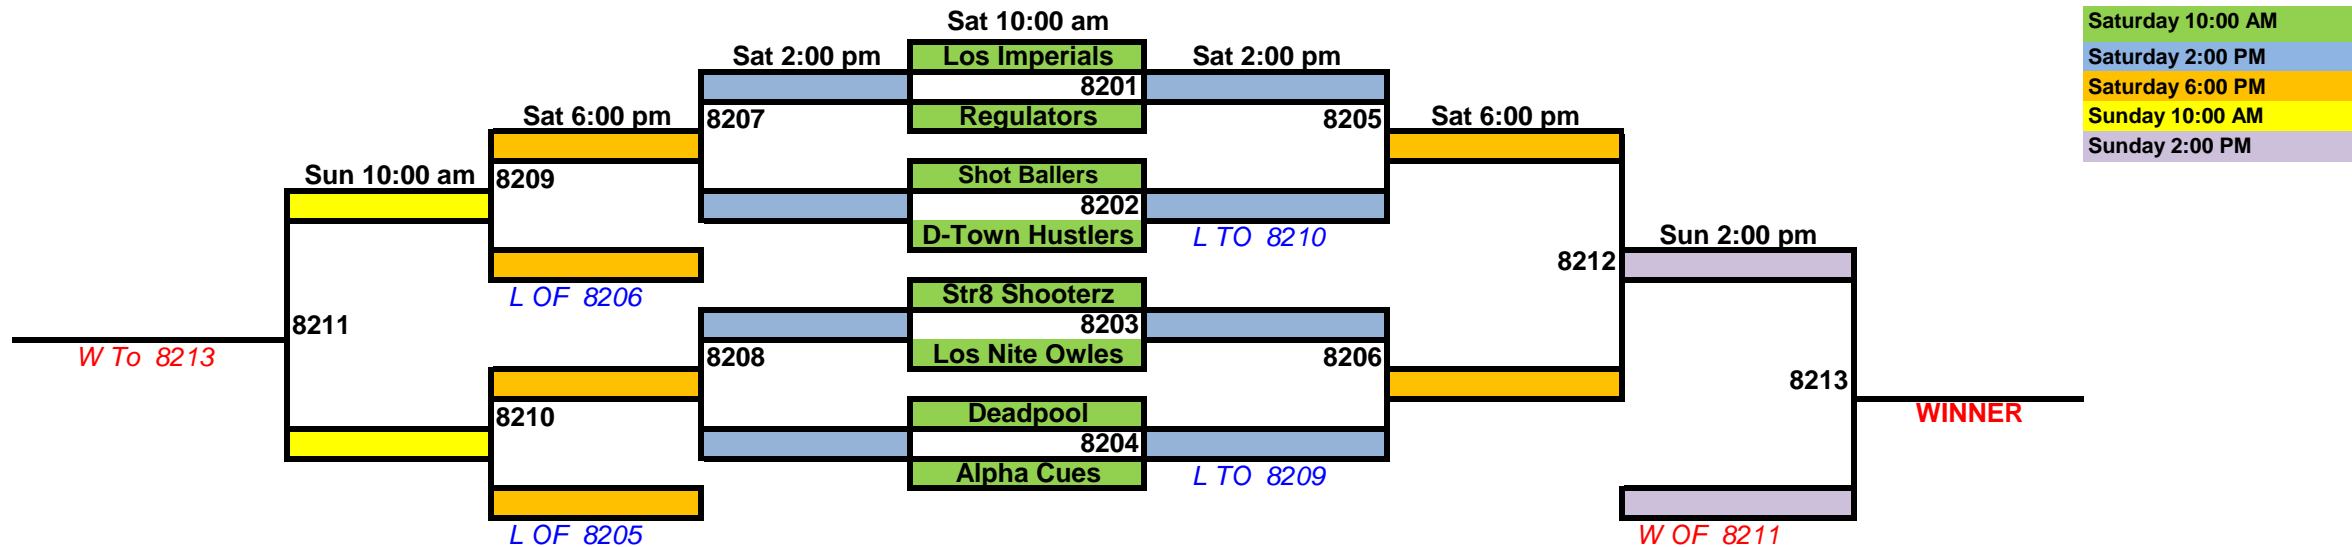 Sat 10:00 am
Saturday 10:00 AM
Sat 2:00 pm
Los Imperials
Sat 2:00 pm
Saturday 2:00 PM
8201
Saturday 6:00 PM
Sat 6:00 pm
8207
Regulators
8205
Sat 6:00 pm
Sunday 10:00 AM
Sunday 2:00 PM
Sun 10:00 am
8209
Shot Ballers
8202
D-Town Hustlers
L TO 8210
Sun 2:00 pm
8212
L OF 8206
Str8 Shooterz
8211
8203
W To 8213
8208
Los Nite Owles
8206
8213
8210
Deadpool
WINNER
8204
Alpha Cues
L TO 8209
L OF 8205
W OF 8211